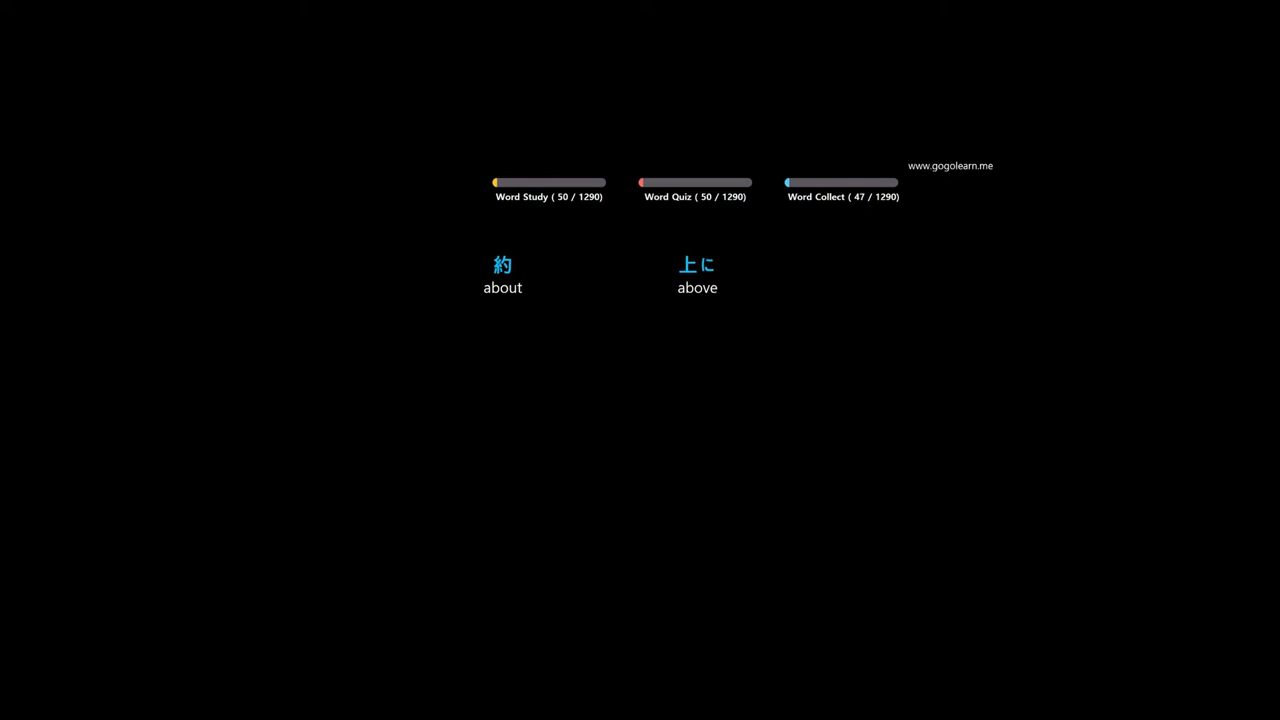 www.gogolearn.me
Word Study ( 50 / 1290) Word Quiz ( 50 / 1290) Word Collect ( 47 / 1290)
約 上に
about above